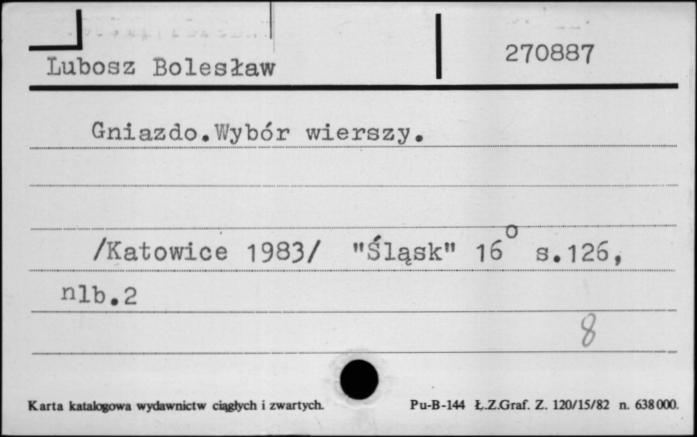 Lubosz Bolesław
270887
Gniazdo.Wybór wierszy.
/Katowice 1983/ "Śląsk" 16° s.126,
nlb.2
8
Karta katalogowa wydawnictw ciągłych i zwartych. Pu-B-144 Ł.Z.Graf. Z. 120/15/82 n. 638000.